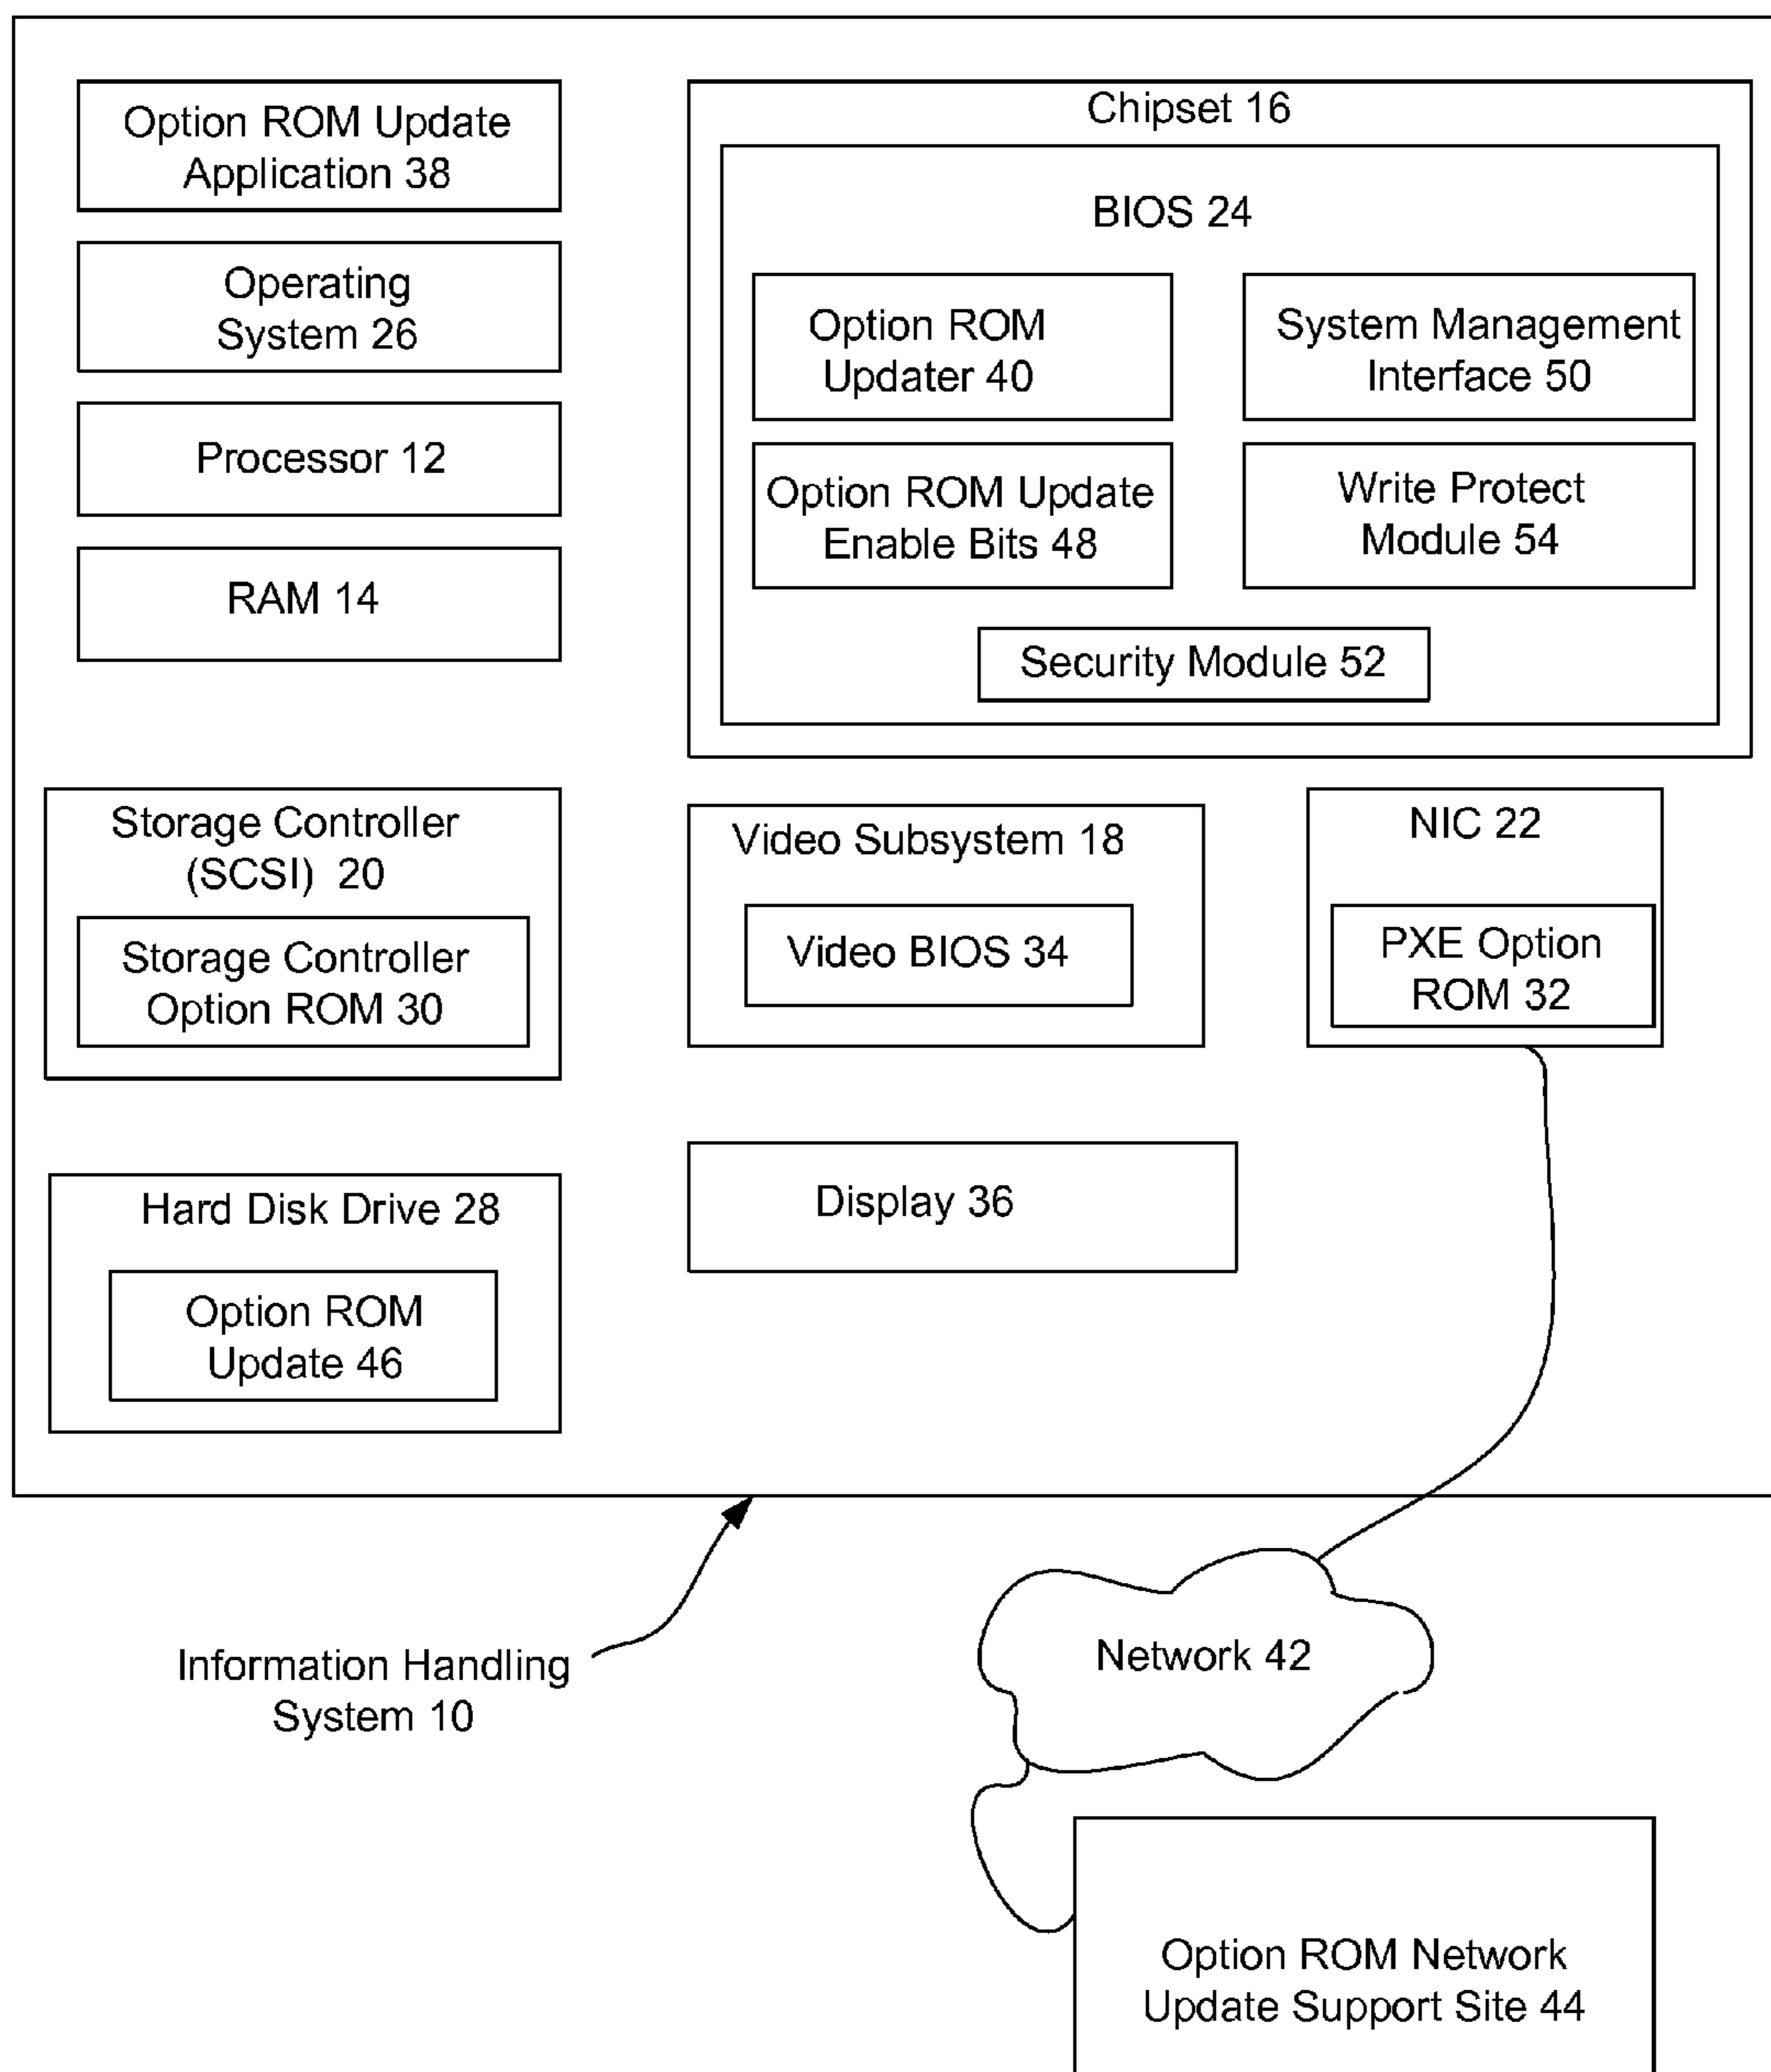 Option ROM Update
Application 38
Operating
System 26
Processor 12
RAM 14
Chipset 16
BIOS 24
Option ROM
Updater 40
System Management
Interface 50
Option ROM Update
Enable Bits 48
Write Protect
Module 54
Security Module 52
Storage Controller
(SCSI) 20
Storage Controller
Option ROM 30
Video Subsystem 18
Video BIOS 34
NIC 22
PXE Option
ROM 32
Hard Disk Drive 28
Option ROM
Update 46
Display 36
Information Handling
System 10
Network 42
Option ROM Network
Update Support Site 44